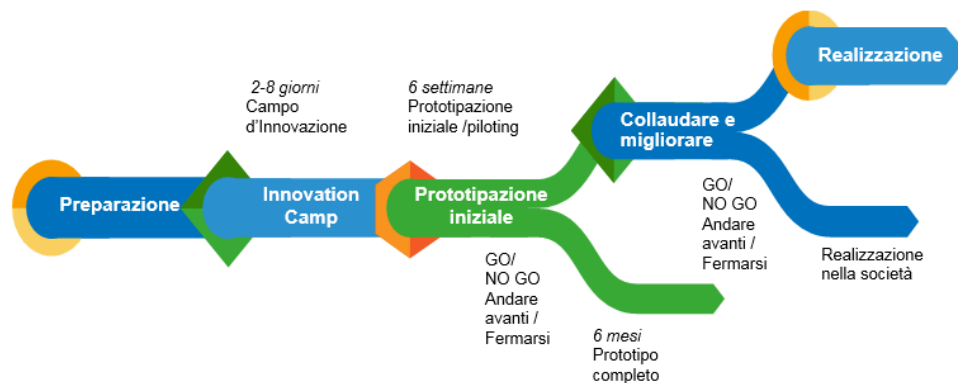 Realizzazione
2-8 giorni
Campo
d'Innovazione
6 settimane
Prototipazione
iniziale /piloting
Collaudare e
migliorare
Preparazione
Innovation
Camp
Prototipazione
iniziale
GO/
NO GO
Andare
avanti /
Fermarsi
GO/
NO GO
Andare
avanti /
Fermarsi
Realizzazione
nella società
6 mesi
Prototipo
completo